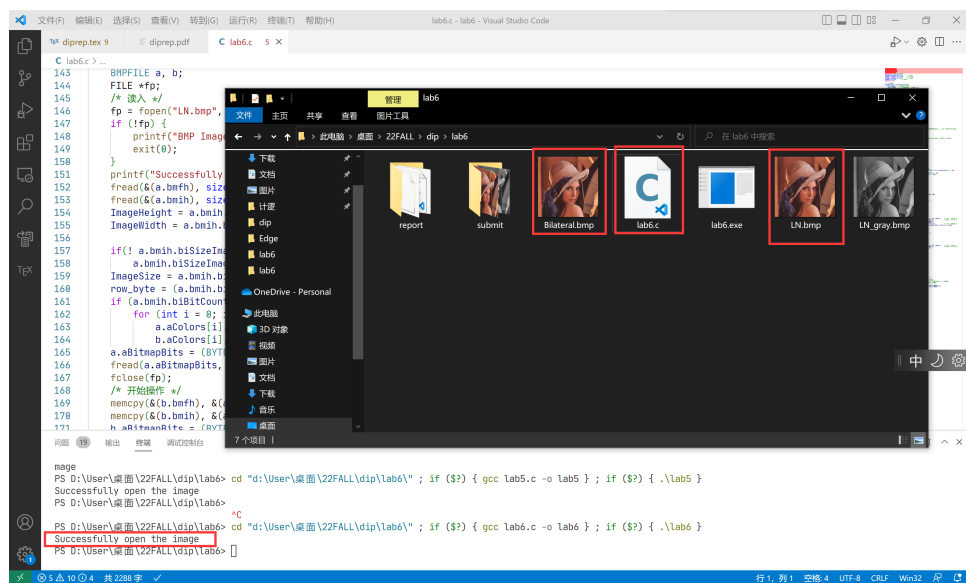 文件(F) 编辑(E) 选择(S) 查看(V) 转到(G) 运行(R) 终端(T) 帮助(H) lab6.c - lab6 - Visual Studio Code
TEX diprep.tex 9 diprep.pdf C lab6.c 5
C lab6.c > ...
143 BMPFILE a, b;
144 FILE *fp;
145 /* 读入 */
146 fp = fopen("LN.bmp",
147 if (!fp) {
148 printf("BMP Imag
149 exit(0);
150 }
151 printf("Successfully
152 fread(&(a.bmfh), size
153 fread(&(a.bmih), size
154 ImageHeight = a.bmih.
155 ImageWidth = a.bmih.b
156
157 if(! a.bmih.biSizeIma
158 a.bmih.biSizeIma
159 ImageSize = a.bmih.bi
160 row_byte = (a.bmih.bi
161 if (a.bmih.biBitCount
162 for (int i = 0; i
163 a.aColors[i]
164 b.aColors[i]
165 a.aBitmapBits = (BYTE
166 fread(a.aBitmapBits,
167 fclose(fp);
168 /* 开始操作 */
169 memcpy(&(b.bmfh), &(a
170 memcpy(&(b.bmih), &(a
171 b.aBitmapBits = (BYTE
管理 lab6
文件 主页 共享 查看 图片工具
此电脑 > 桌面 > 22FALL > dip > lab6
在 lab6 中搜索
下载
文档
图片
计逻
dip
Edge
lab6
lab6
OneDrive - Personal
此电脑
3D 对象
视频
图片
文档
下载
音乐
桌面
report submit Bilateral.bmp lab6.c lab6.exe LN.bmp LN_gray.bmp
7 个项目
中
TEX
问题 19 输出 终端 调试控制台
mage
PS D:\User\桌面\22FALL\dip\lab6> cd "d:\User\桌面\22FALL\dip\lab6\" ; if ($?) { gcc lab5.c -o lab5 } ; if ($?) { .\lab5 }
Successfully open the image
PS D:\User\桌面\22FALL\dip\lab6>
^C
PS D:\User\桌面\22FALL\dip\lab6> cd "d:\User\桌面\22FALL\dip\lab6\" ; if ($?) { gcc lab6.c -o lab6 } ; if ($?) { .\lab6 }
Successfully open the image
PS D:\User\桌面\22FALL\dip\lab6>
1
5 10 4 共 2288 字 行 1，列 1 空格: 4 UTF-8 CRLF Win32